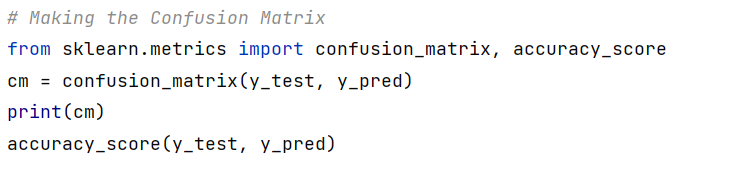 # Making the Confusion Matrix
from sklearn.metrics import confusion_matrix, accuracy_score
cm = confusion_matrix(y_test, y_pred)
print(cm)
accuracy_score(y_test, y_pred)